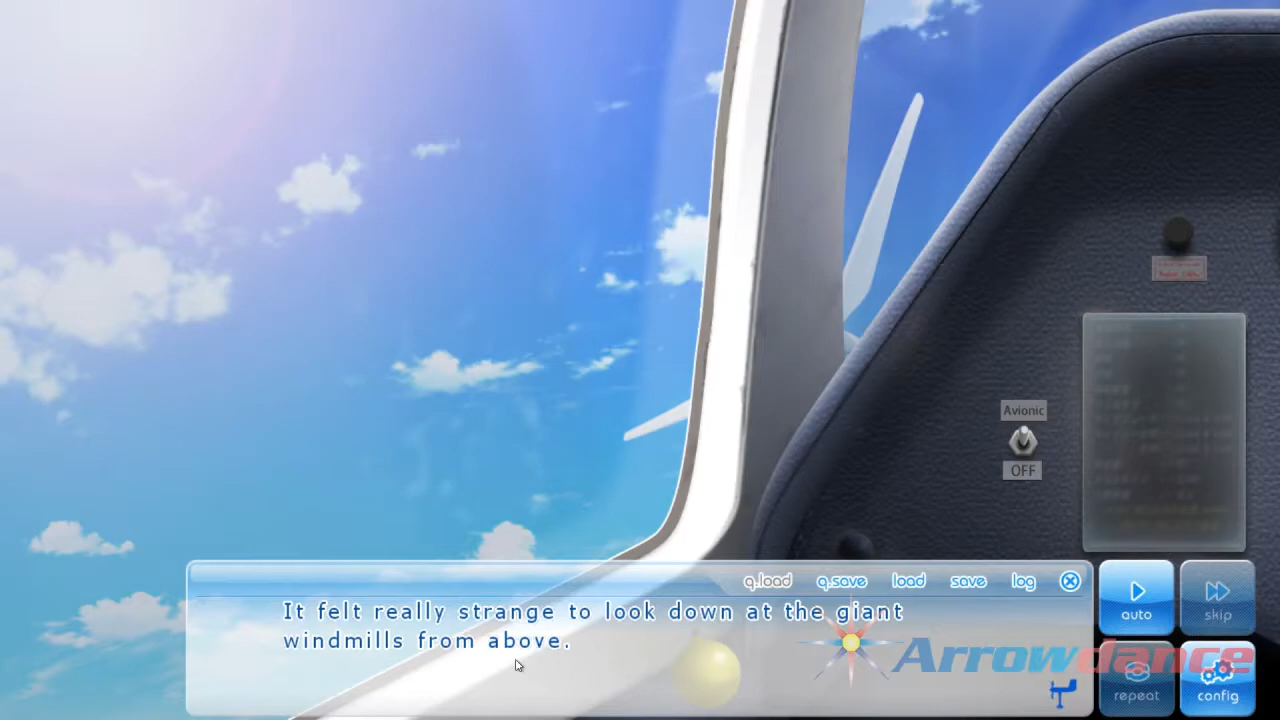 Avionic
OFF
q.load q.save load save log
It felt really strange to look down at the giant
windmills from above.
auto
skip
Arrowdance
repeat
config